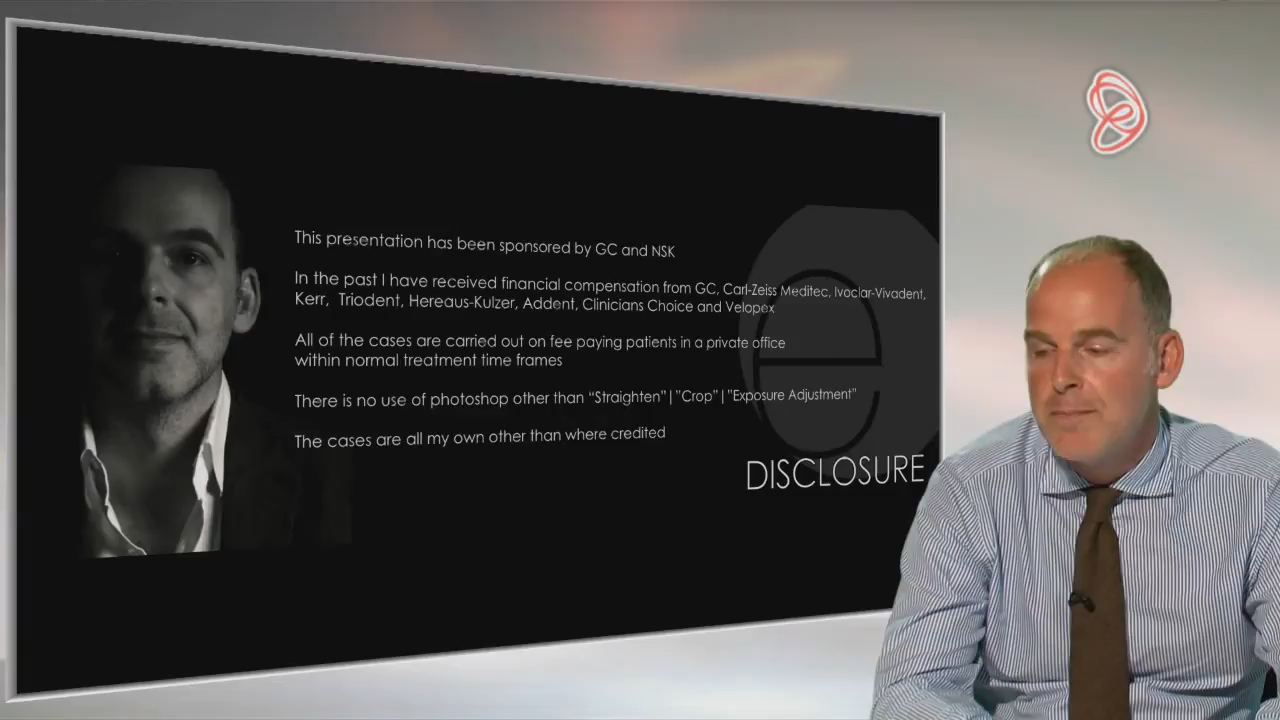 This presentation has been sponsored by GC and NSK
In the past I have received financial compensation from GC, Carl-Zeiss Meditec, Ivoclar-Vivadent,
Kerr, Triodent, Hereaus-Kulzer, Addent, Clinicians Choice and Velopex
All of the cases are carried out on fee paying patients in a private office
within normal treatment time frames
There is no use of photoshop other than “Straighten”|"Crop"|"Exposure Adjustment"
The cases are all my own other than where credited
e
DISCLOSURE